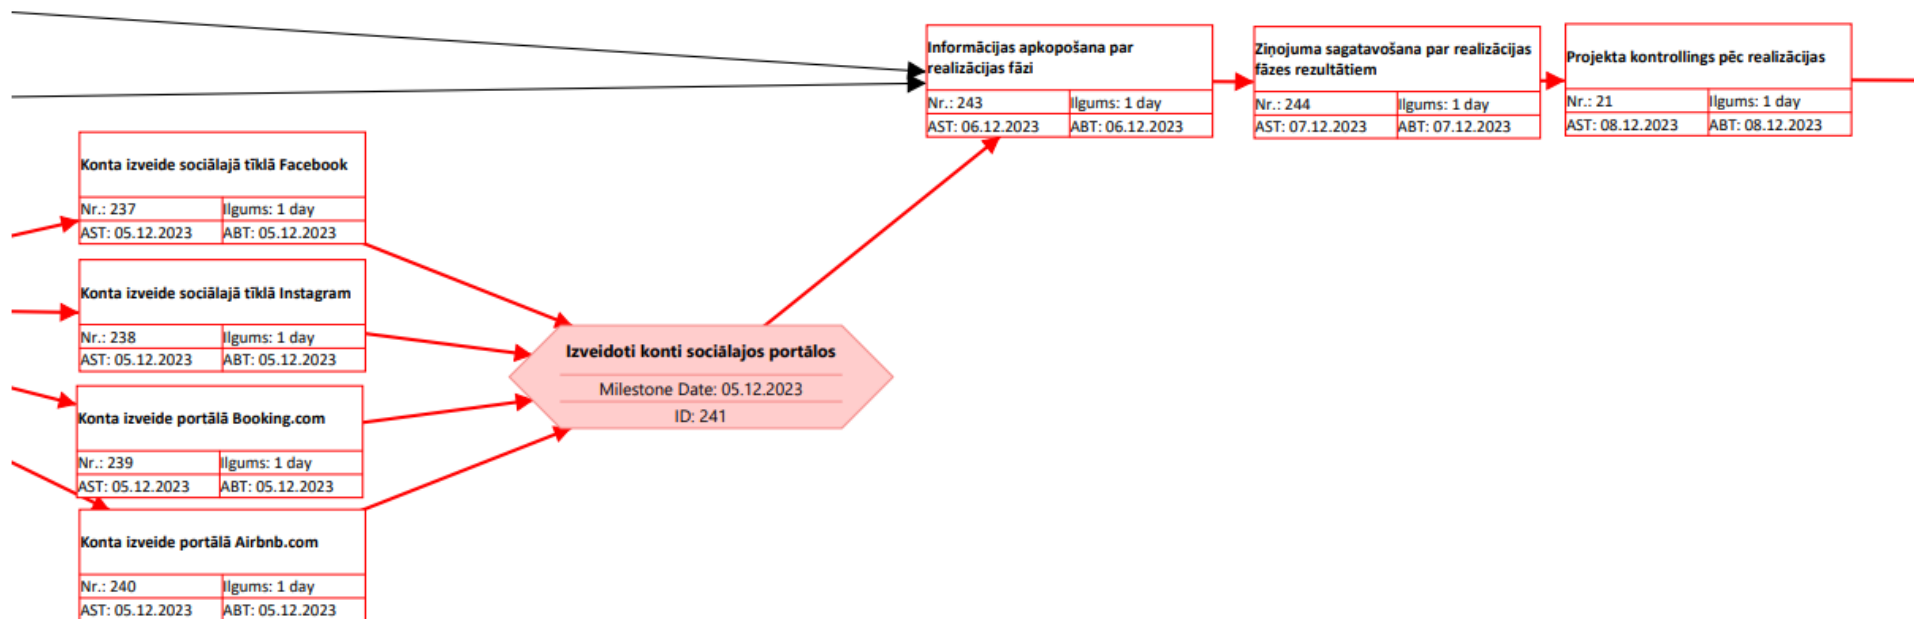 Informācijas apkopošana par
realizācijas fāzi
Nr.: 243 Ilgums: 1 day
AST: 06.12.2023 ABT: 06.12.2023
Ziņojuma sagatavošana par realizācijas
fāzes rezultātiem
Nr.: 244 Ilgums: 1 day
AST: 07.12.2023 ABT: 07.12.2023
Projekta kontrollings pēc realizācijas
Nr.: 21 Ilgums: 1 day
AST: 08.12.2023 ABT: 08.12.2023
Konta izveide sociālajā tīklā Facebook
Nr.: 237 Ilgums: 1 day
AST: 05.12.2023 ABT: 05.12.2023
Konta izveide sociālajā tīklā Instagram
Nr.: 238 Ilgums: 1 day
AST: 05.12.2023 ABT: 05.12.2023
Izveidoti konti sociālajos portālos
Milestone Date: 05.12.2023
ID: 241
Konta izveide portālā Booking.com
Nr.: 239 Ilgums: 1 day
AST: 05.12.2023 ABT: 05.12.2023
Konta izveide portālā Airbnb.com
Nr.: 240 Ilgums: 1 day
AST: 05.12.2023 ABT: 05.12.2023